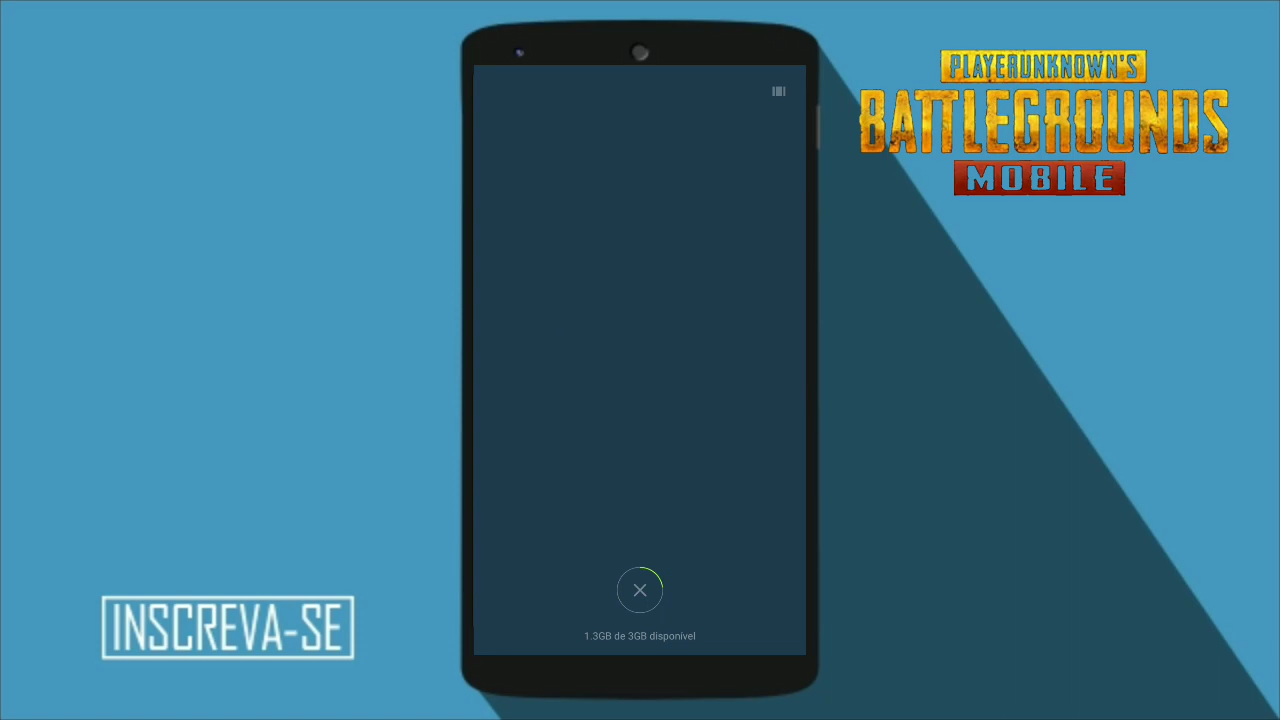 PLAYERUNKNOWN'S
BATTLEGROUNDS
MOBILE
INSCREVA-SE
1.3GB de 3GB disponível